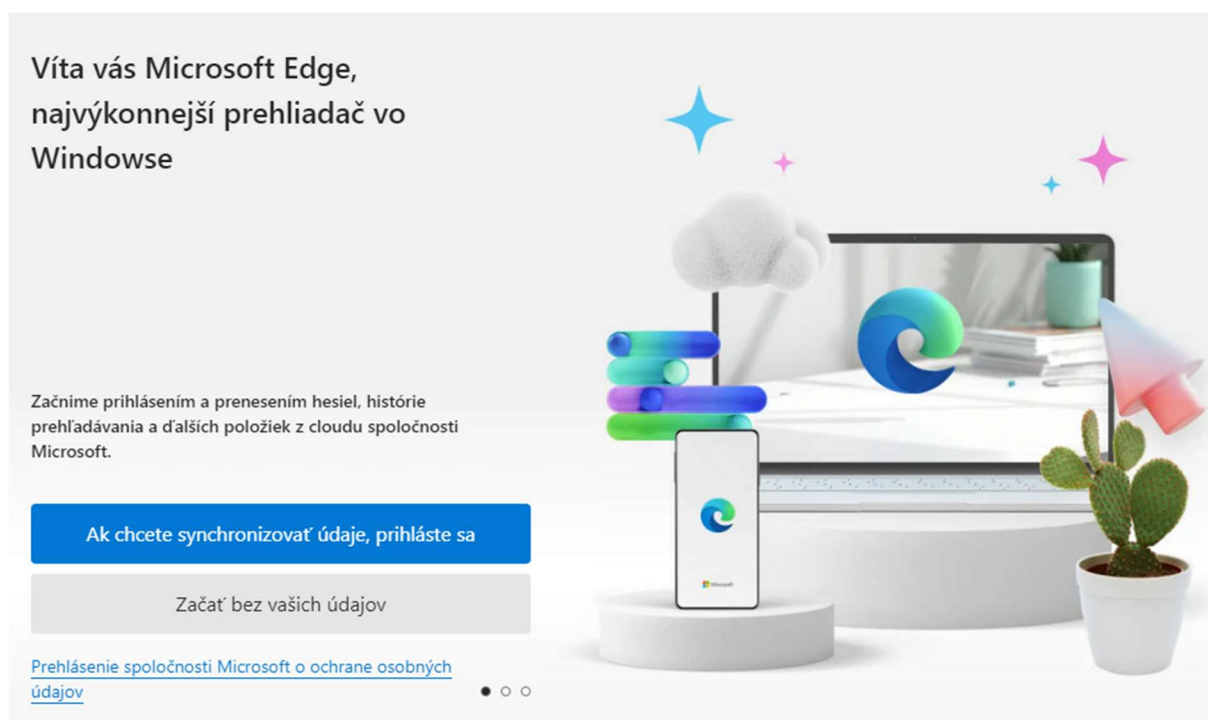 Víta vás Microsoft Edge,
najvýkonnejší prehliadač vo
Windowse
Začnime prihlásením a prenesením hesiel, histórie
prehľadávania a ďalších položiek z cloudu spoločnosti
Microsoft.
Ak chcete synchronizovať údaje, prihláste sa
Začať bez vašich údajov
Prehlásenie spoločnosti Microsoft o ochrane osobných
údajov
Microsoft